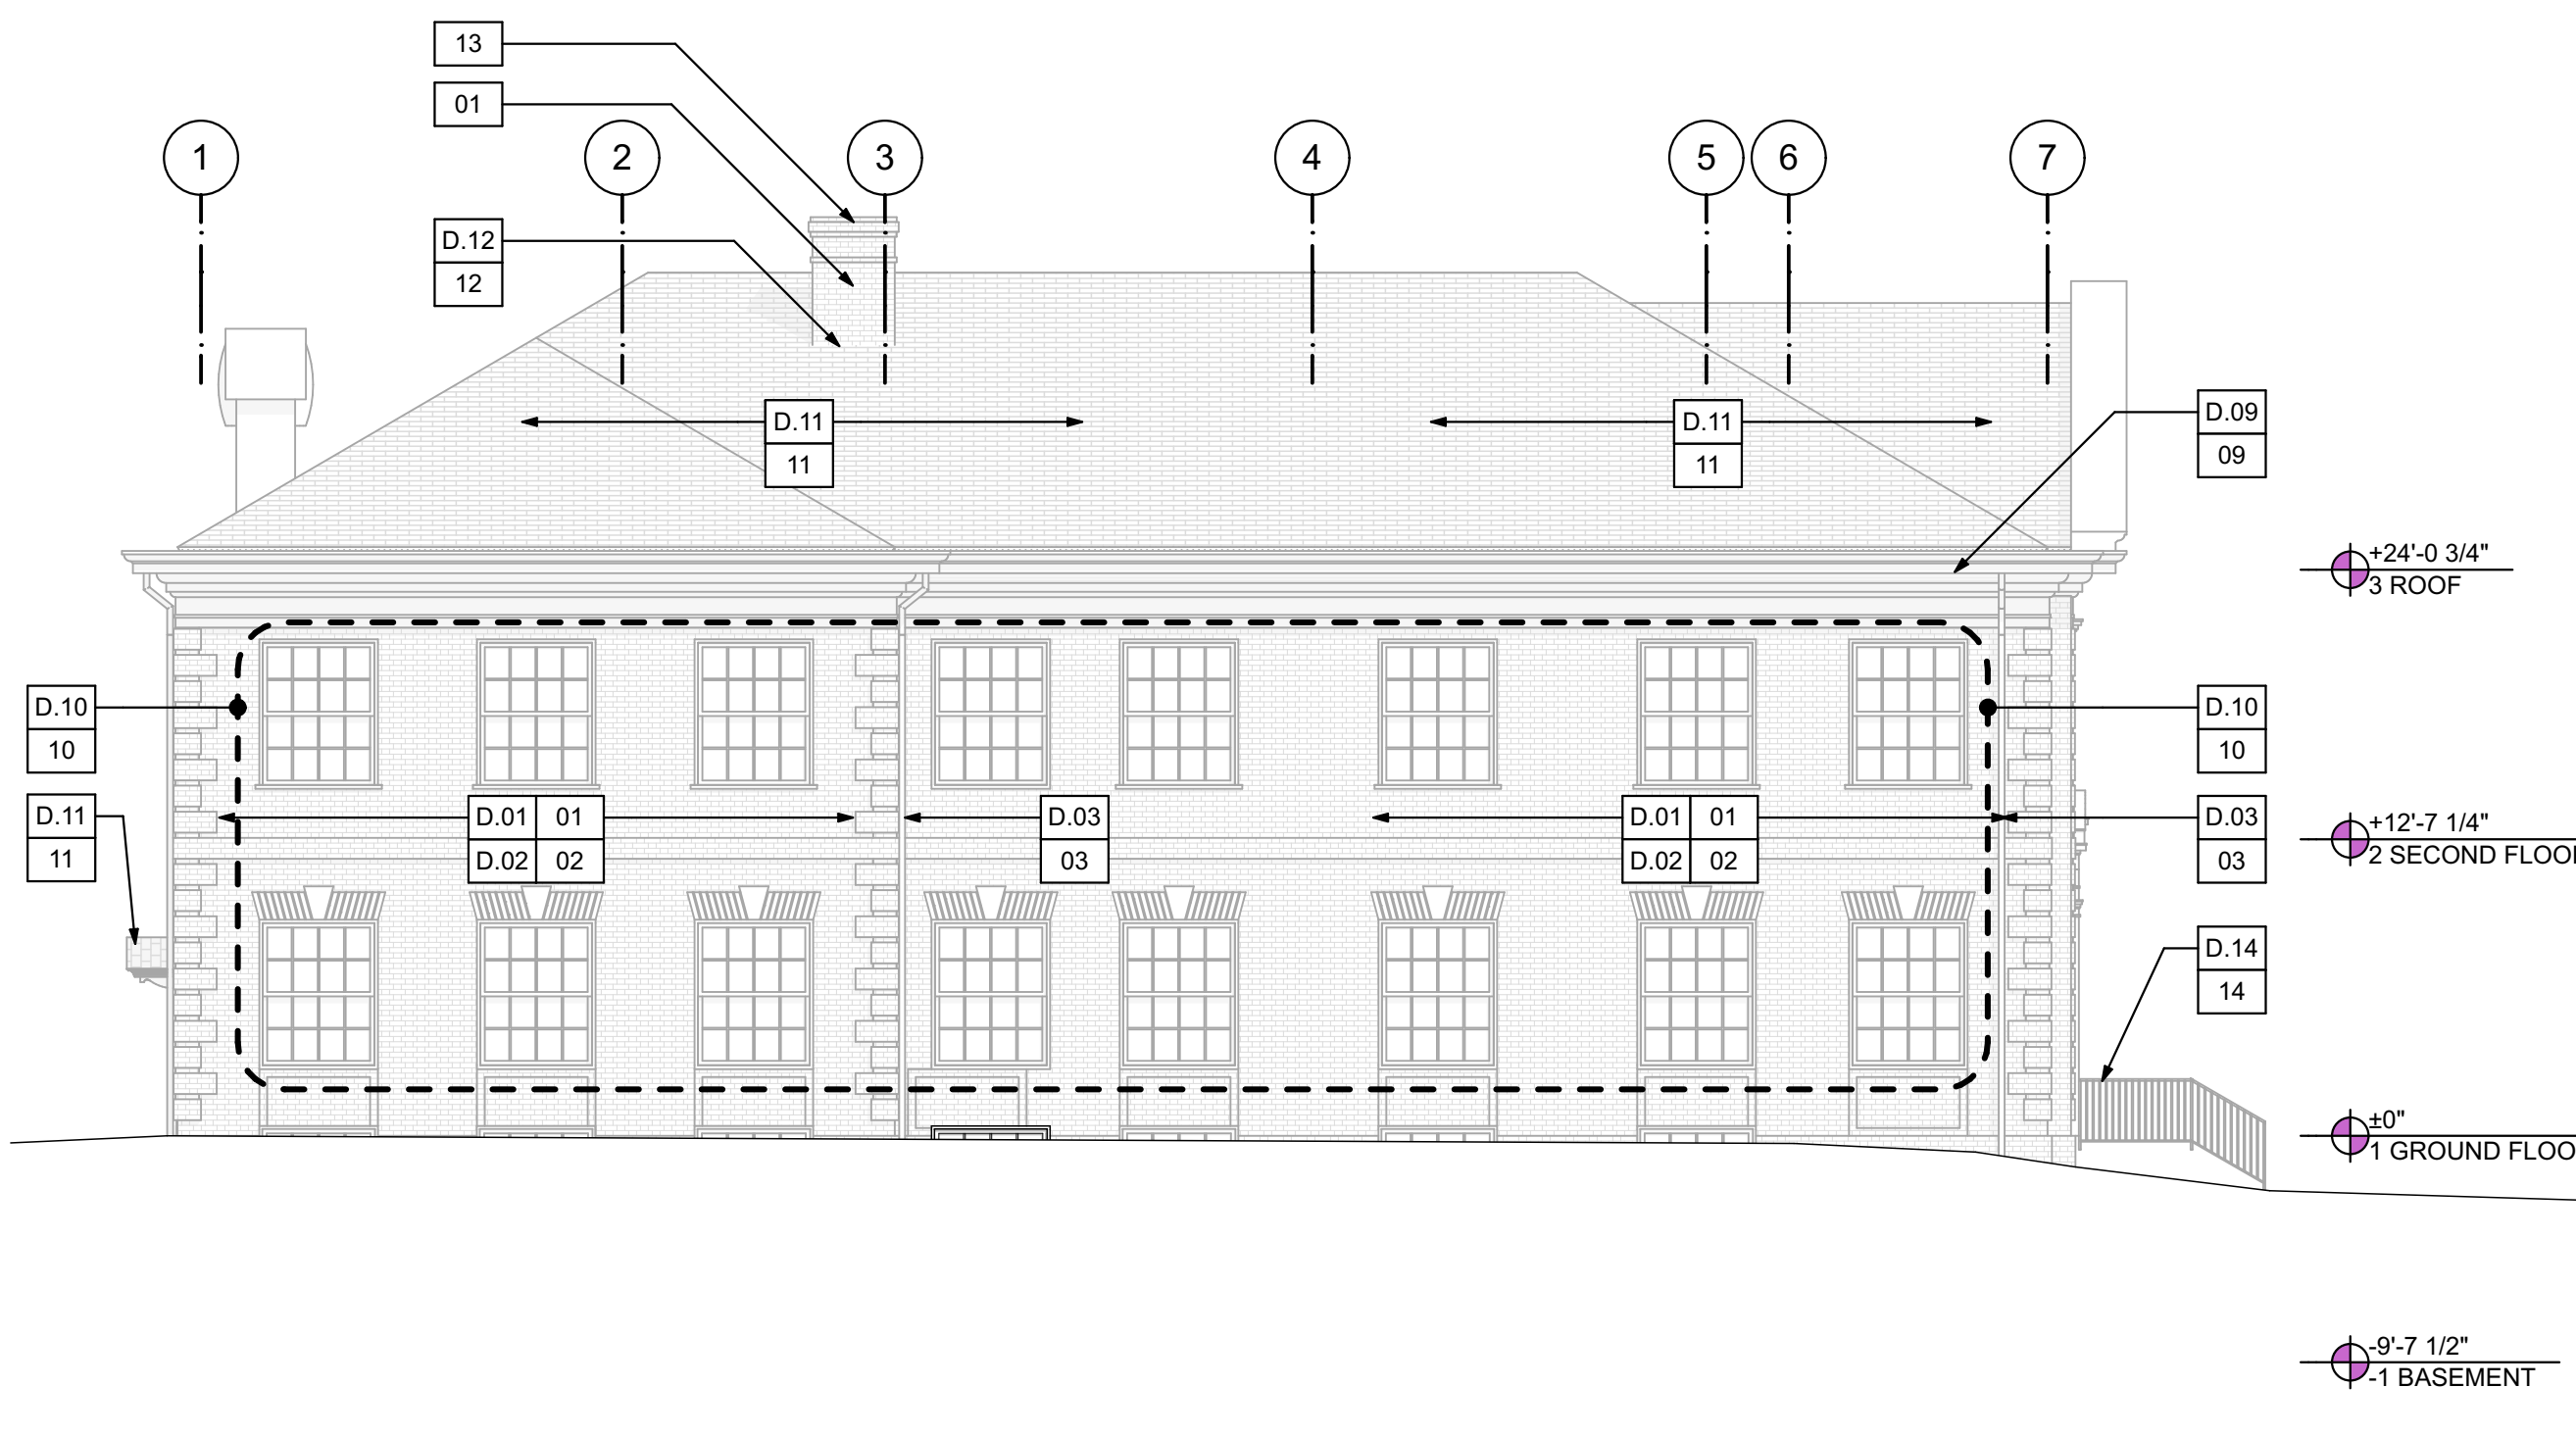 13
01
1
2
3
4
5
6
7
D.12
12
D.11
11
D.11
11
D.09
09
+24'-0 3/4"
3 ROOF
D.10
10
D.10
10
D.11
11
D.01 01
D.02 02
D.03
03
D.01 01
D.02 02
D.03
03
+12'-7 1/4"
2 SECOND FLOO
D.14
14
±0"
1 GROUND FLOO
-9'-7 1/2"
-1 BASEMENT